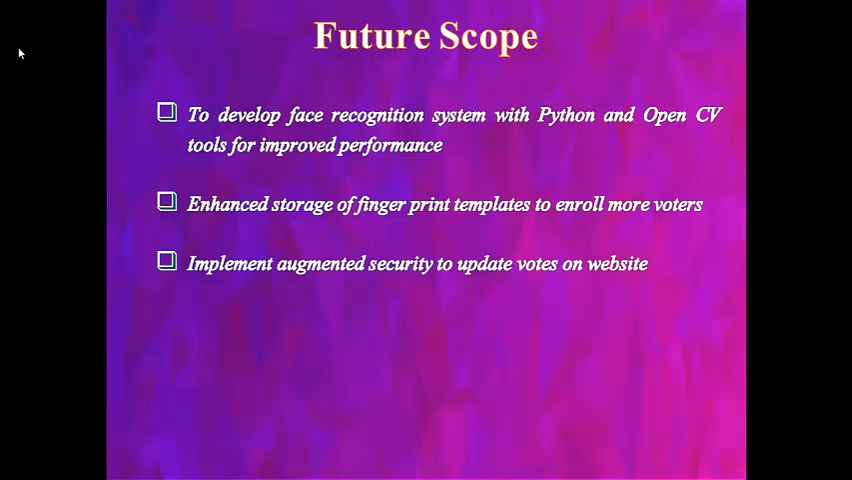 Future Scope
To develop face recognition system with Python and Open CV
tools for improved performance
Enhanced storage of finger print templates to enroll more voters
Implement augmented security to update votes on website